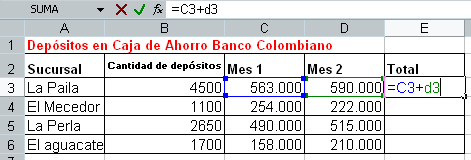 SUMA =C3+d3
A B C D E
1 Depósitos en Caja de Ahorro Banco Colombiano
2 Sucursal Cantidad de depósitos Mes 1 Mes 2 Total
3 La Paila 4500 563.000 590.000 =C3+d3
4 El Mecedor 1100 254.000 222.000
5 La Perla 2650 490.000 515.000
6 El aguacate 1700 158.000 210.000